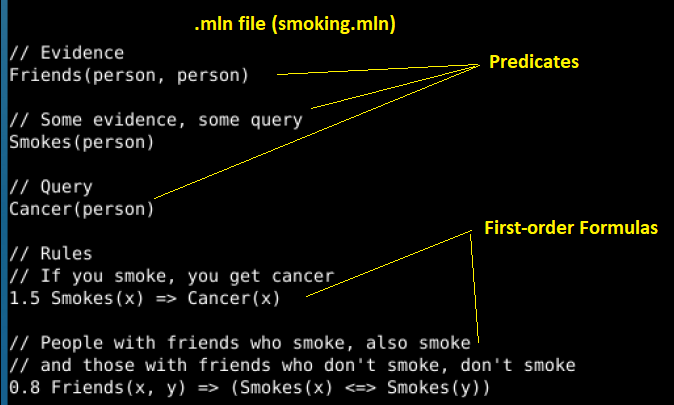 .mln file (smoking.mln)
// Evidence
Friends(person, person)
Predicates
// Some evidence, some query
Smokes(person)
// Query
Cancer(person)
First-order Formulas
// Rules
// If you smoke, you get cancer
1.5 Smokes(x) => Cancer(x)
// People with friends who smoke, also smoke
// and those with friends who don't smoke, don't smoke
0.8 Friends(x, y) => (Smokes(x) <=> Smokes(y))